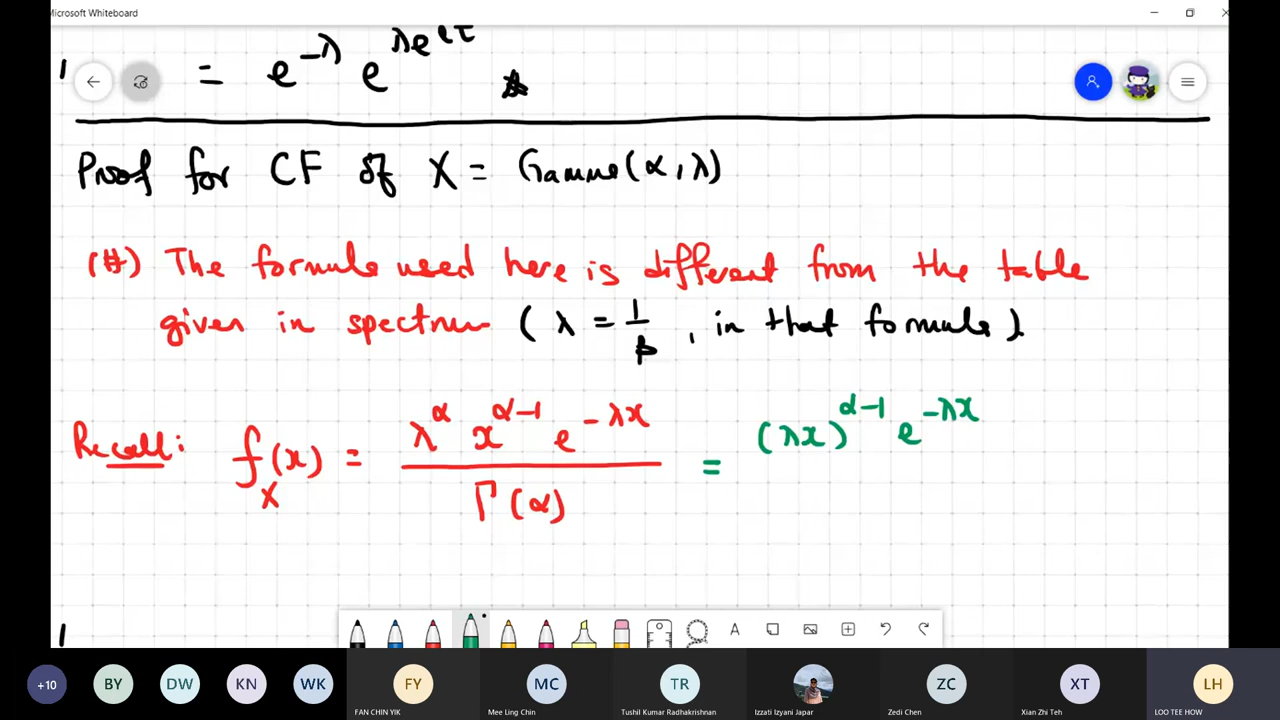 Microsoft Whiteboard
= e^{-λ} e^{λe^{it}}
Proof for CF of X = Gamma(α, λ)
(#) The formula used here is different from the table
given in spectrum (λ = 1/β, in that formula).
Recall: f_X(x) = λ^α x^{α-1} e^{-λx} / Γ(α) = (λx)^{α-1} e^{-λx}
A
+10 BY DW KN WK FY MC TR ZC XT LH
FAN CHIN YIK Mee Ling Chin Tushil Kumar Radhakrishnan Izzati Izyani Japar Zedi Chen Xian Zhi Teh LOO TEE HOW